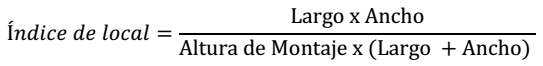 Índice de local = Largo x Ancho
Altura de Montaje x (Largo + Ancho)